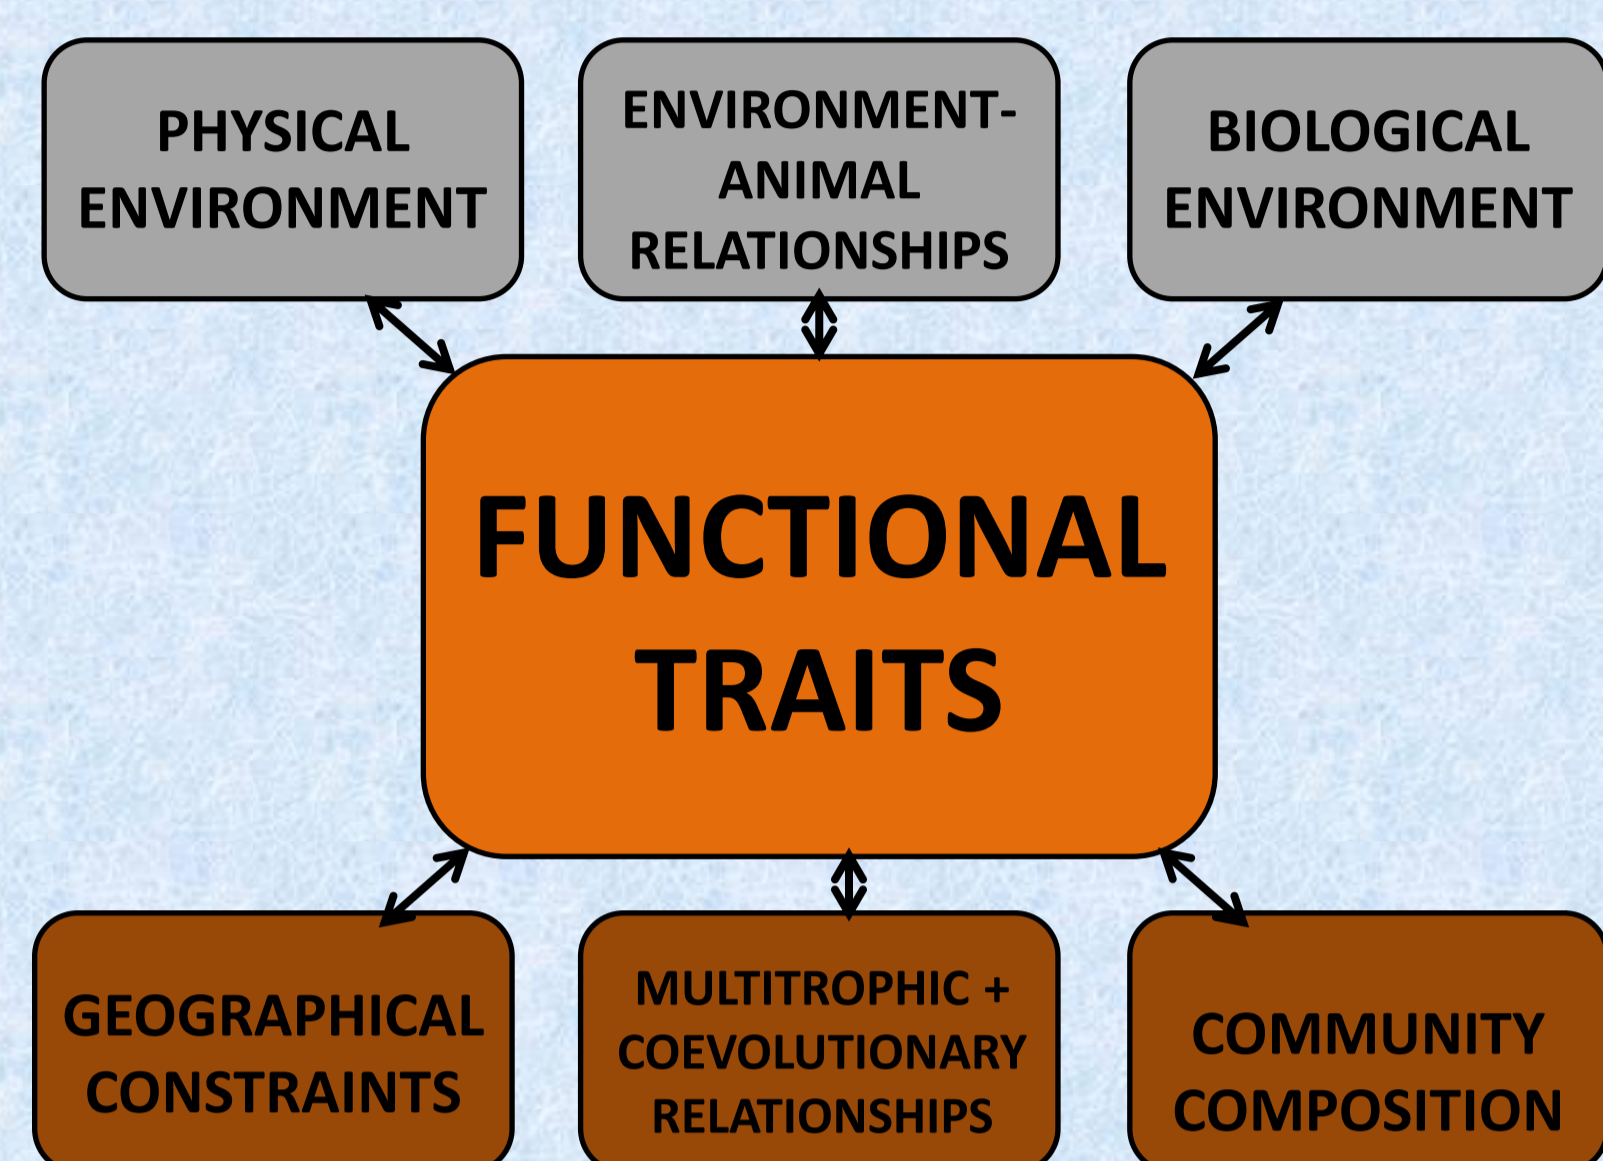 PHYSICAL
ENVIRONMENT
ENVIRONMENT-
ANIMAL
RELATIONSHIPS
BIOLOGICAL
ENVIRONMENT
FUNCTIONAL
TRAITS
GEOGRAPHICAL
CONSTRAINTS
MULTITROPHIC +
COEVOLUTIONARY
RELATIONSHIPS
COMMUNITY
COMPOSITION